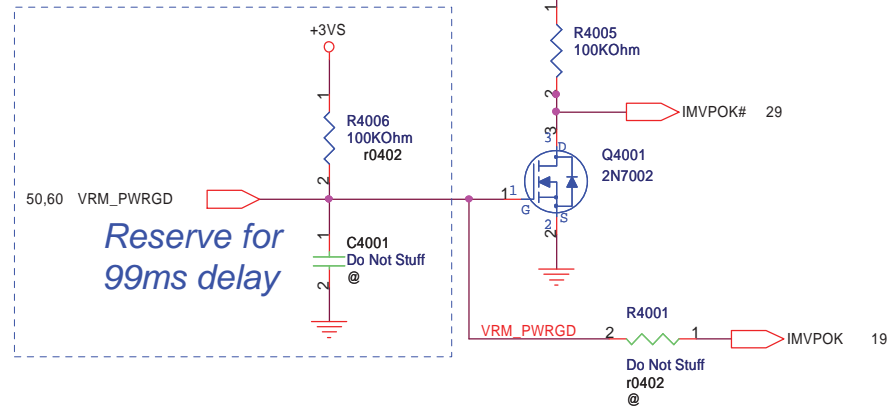 R4005
100KOhm
2
IMVPOK# 29
+3VS
1
R4006
100KOhm
r0402
2
50,60 VRM_PWRGD
Reserve for
99ms delay
1
C4001
Do Not Stuff
@
2
3
3
D
Q4001
2N7002
1
1
G
S
2
2
R4001
VRM_PWRGD
2
1
IMVPOK 19
Do Not Stuff
r0402
@